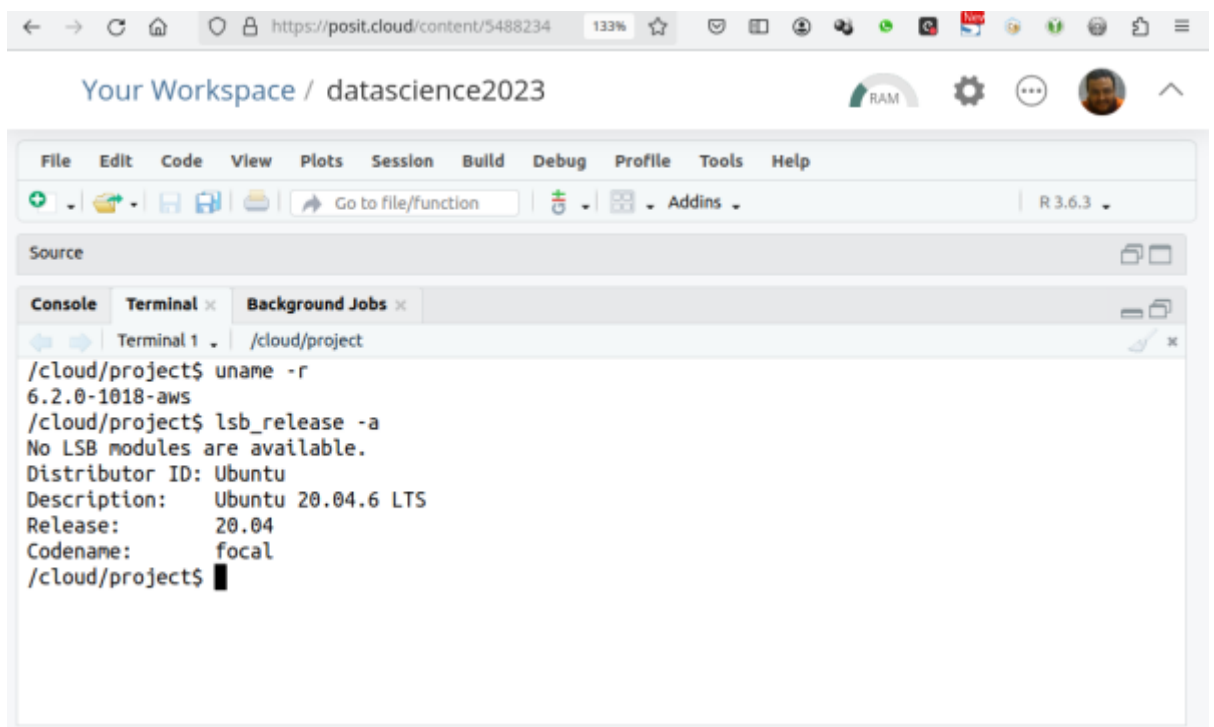 https://posit.cloud/content/5488234 133%
New
Your Workspace / datascience2023 RAM
File Edit Code View Plots Session Build Debug Profile Tools Help
Go to file/function Addins R 3.6.3
Source
Console Terminal Background Jobs
Terminal 1 /cloud/project
/cloud/project$ uname -r
6.2.0-1018-aws
/cloud/project$ lsb_release -a
No LSB modules are available.
Distributor ID: Ubuntu
Description: Ubuntu 20.04.6 LTS
Release: 20.04
Codename: focal
/cloud/project$